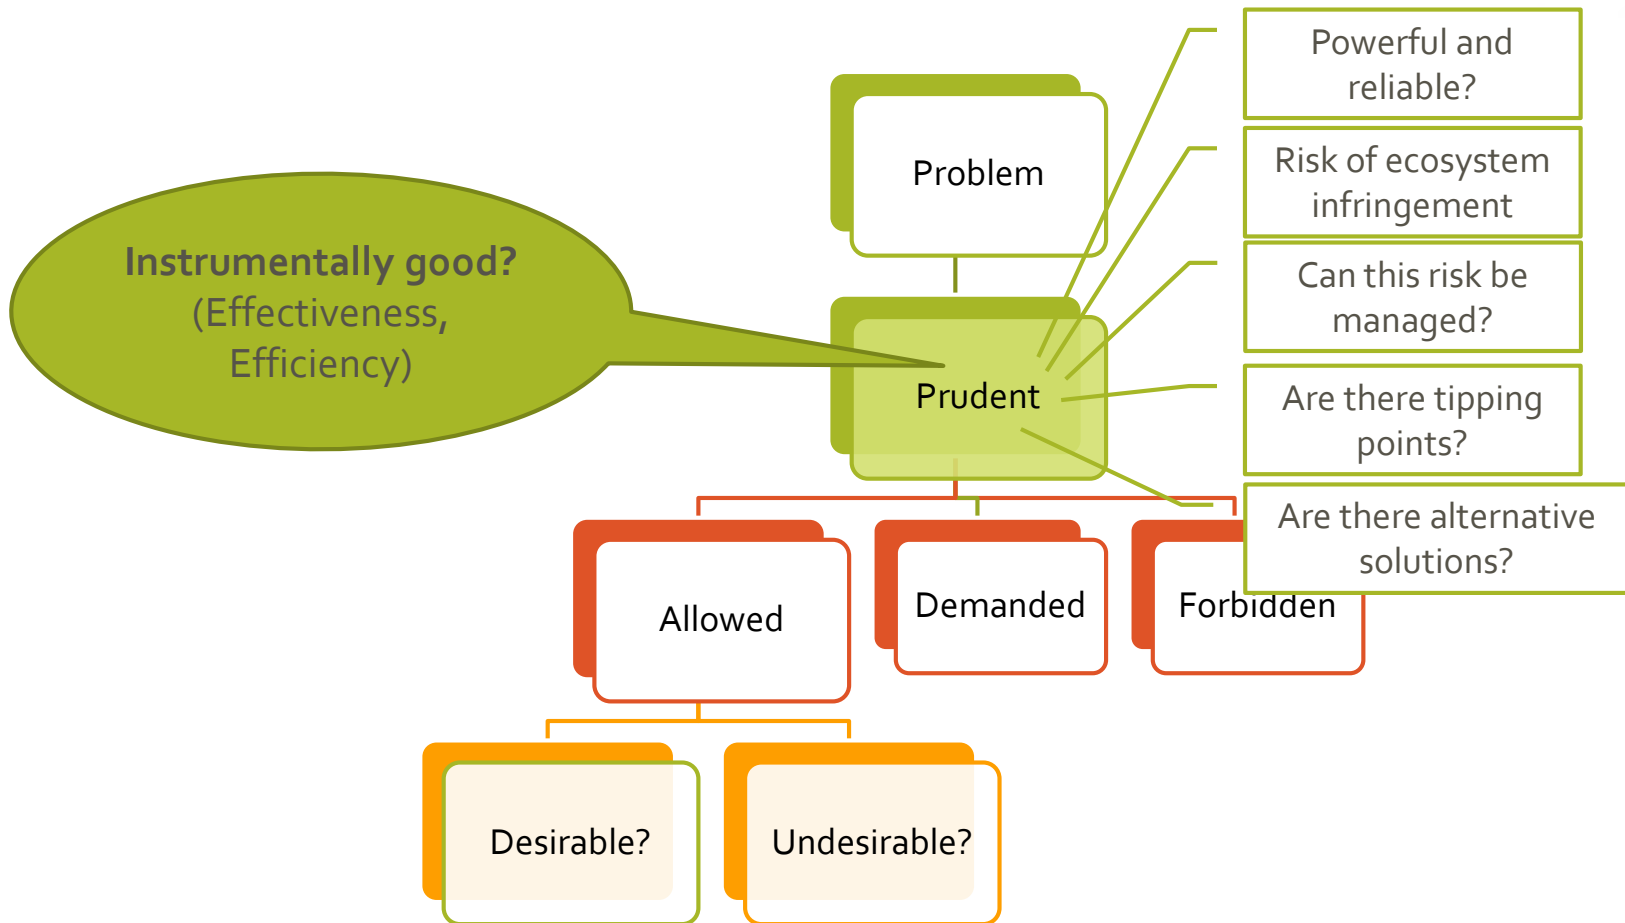 Powerful and
reliable?
Problem
Risk of ecosystem
infringement
Instrumentally good?
(Effectiveness,
Efficiency)
Can this risk be
managed?
Prudent
Are there tipping
points?
Are there alternative
solutions?
Allowed
Demanded
Forbidden
Desirable?
Undesirable?